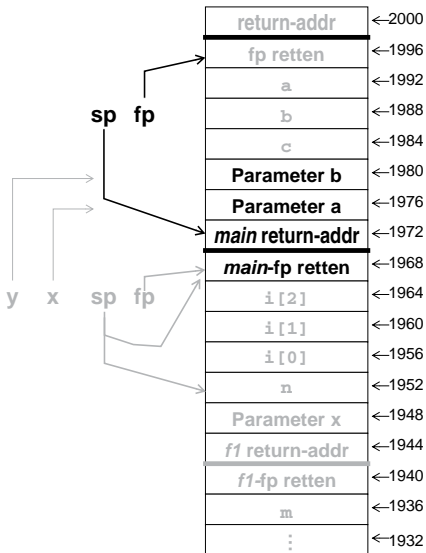 return-addr ←2000
fp retten ←1996
a ←1992
b ←1988
sp fp
c ←1984
Parameter b ←1980
Parameter a ←1976
main return-addr ←1972
main-fp retten ←1968
y x sp fp
i[2] ←1964
i[1] ←1960
i[0] ←1956
n ←1952
Parameter x ←1948
f1 return-addr ←1944
f1-fp retten ←1940
m ←1936
⋮ ←1932